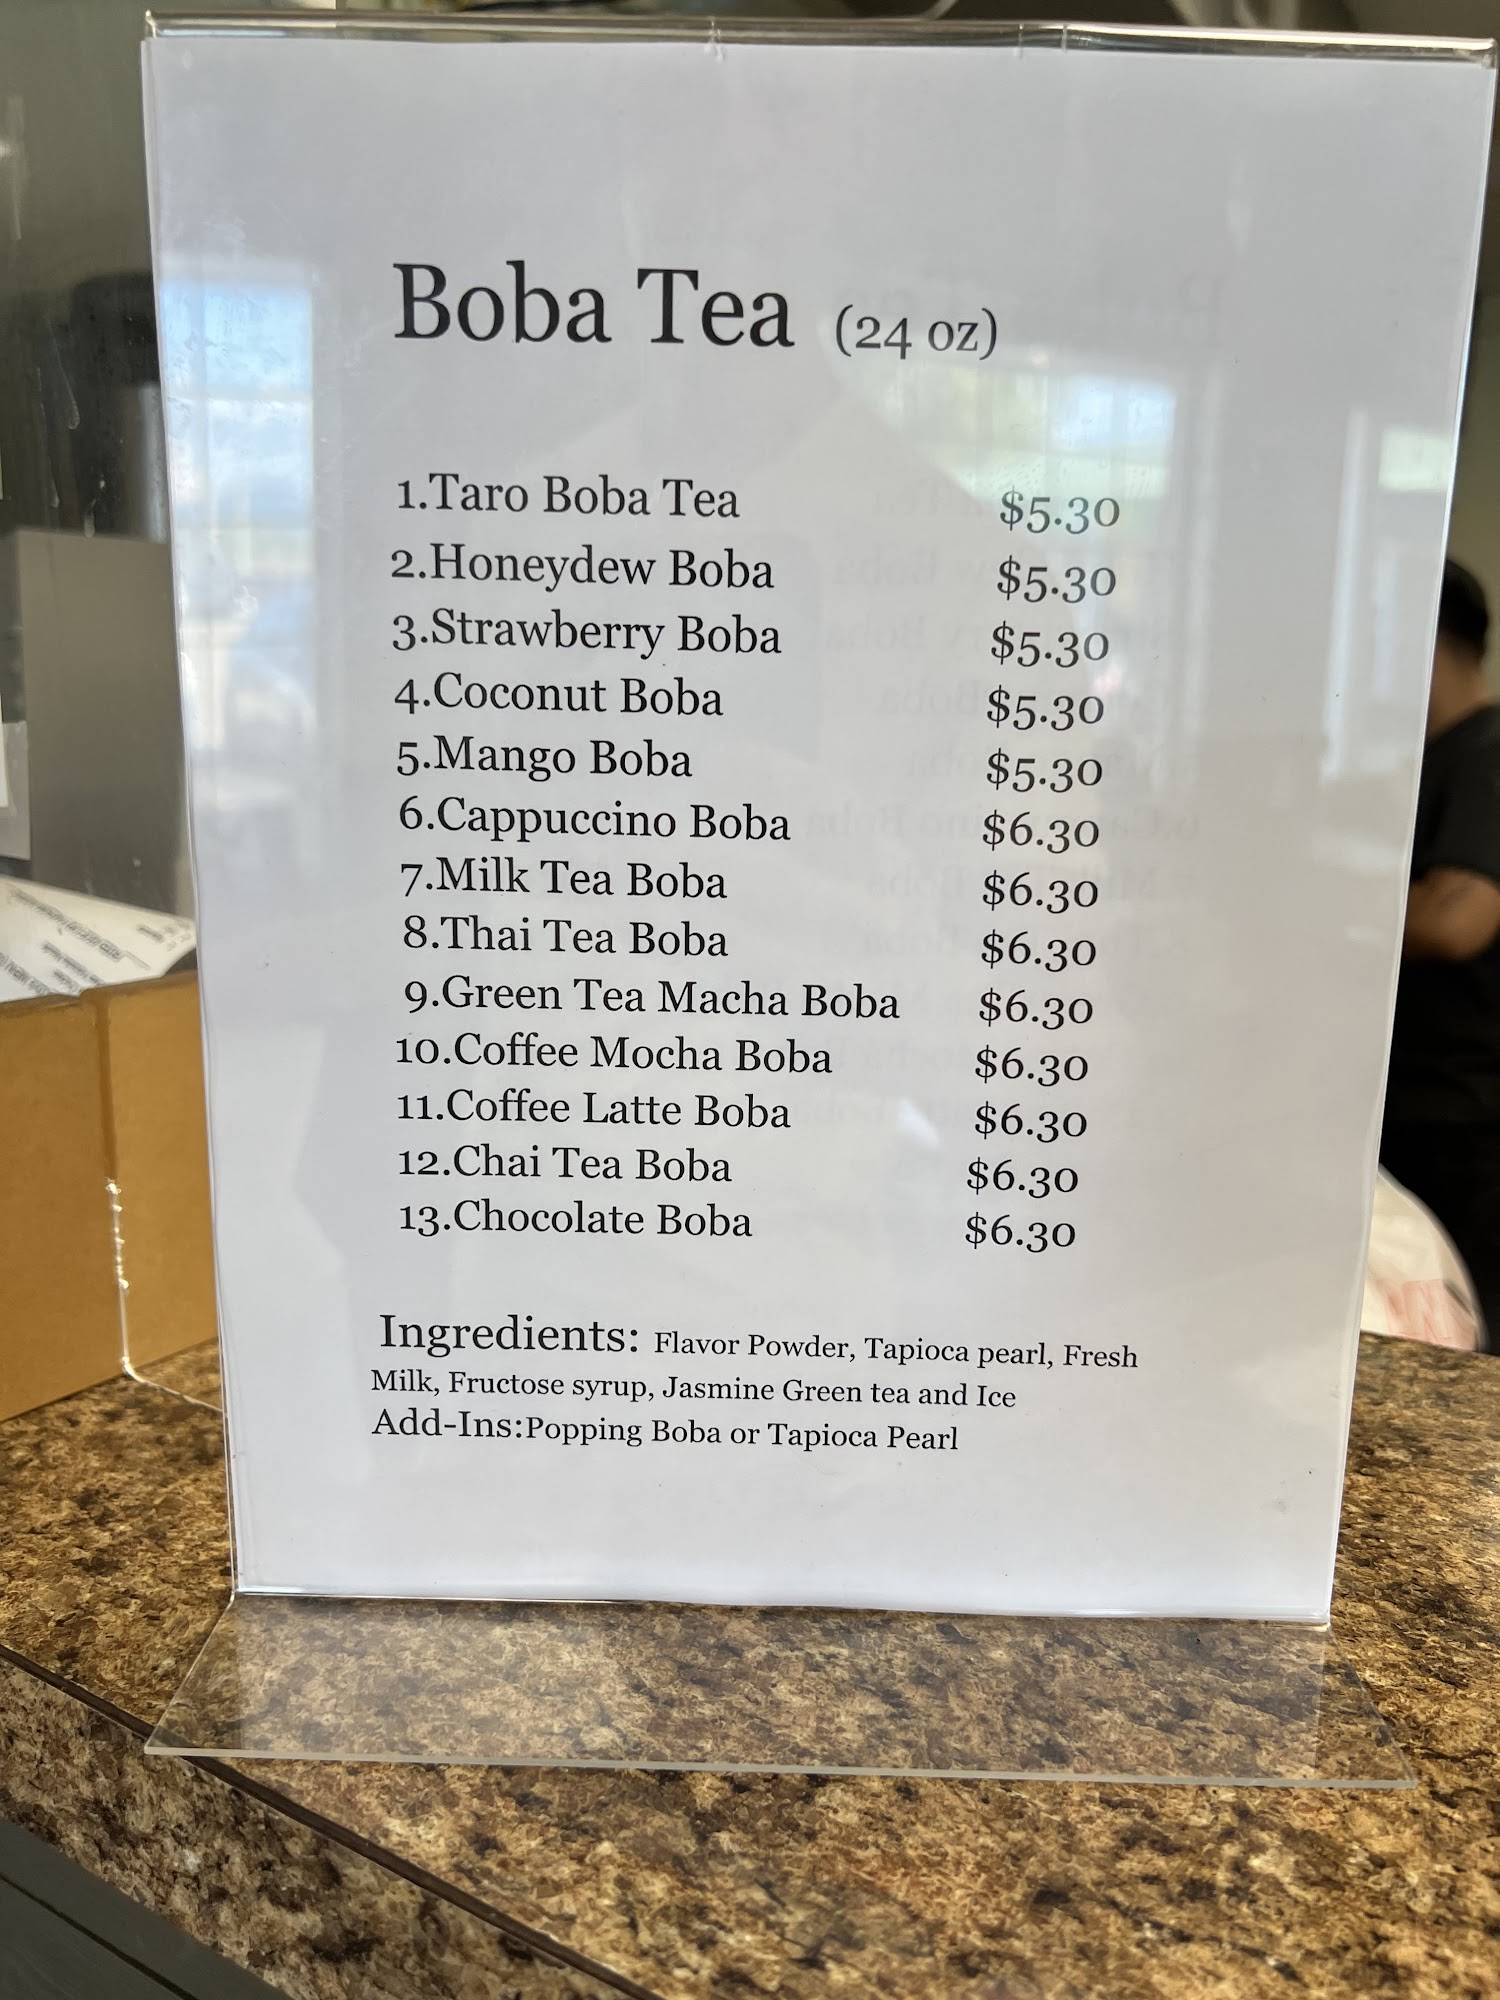 Boba Tea (24 oz)
1.Taro Boba Tea $5.30
2.Honeydew Boba $5.30
3.Strawberry Boba $5.30
4.Coconut Boba $5.30
5.Mango Boba $5.30
6.Cappuccino Boba $6.30
7.Milk Tea Boba $6.30
8.Thai Tea Boba $6.30
9.Green Tea Macha Boba $6.30
10.Coffee Mocha Boba $6.30
11.Coffee Latte Boba $6.30
12.Chai Tea Boba $6.30
13.Chocolate Boba $6.30
Ingredients: Flavor Powder, Tapioca pearl, Fresh
Milk, Fructose syrup, Jasmine Green tea and Ice
Add-Ins:Popping Boba or Tapioca Pearl